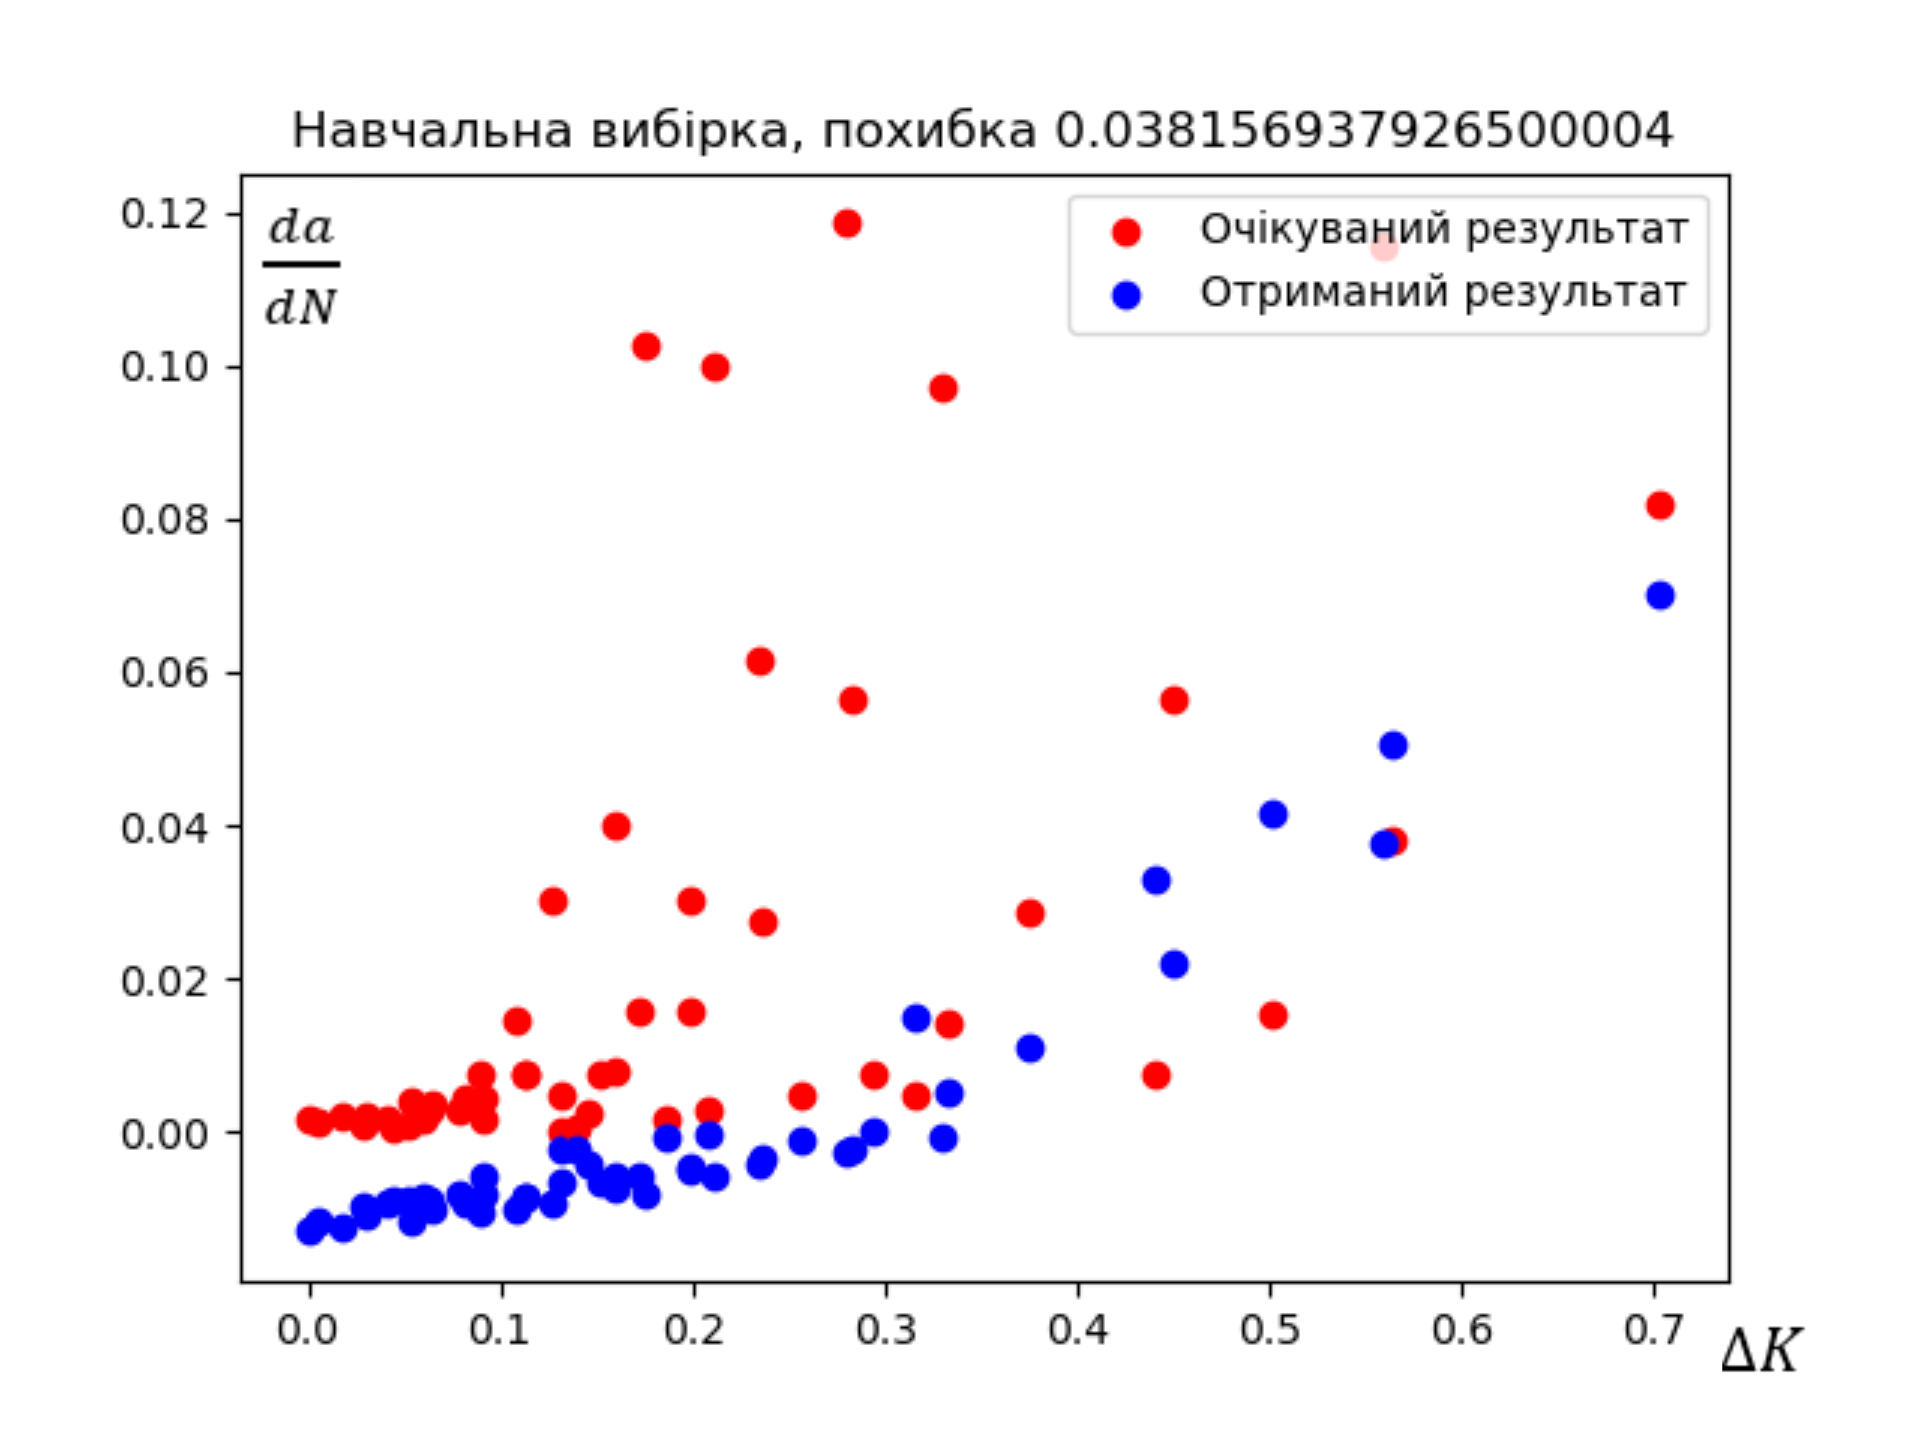 Навчальна вибірка, похибка 0.038156937926500004
da
dN
Очікуваний результат
Отриманий результат
0.12
0.10
0.08
0.06
0.04
0.02
0.00
0.0 0.1 0.2 0.3 0.4 0.5 0.6 0.7
ΔK